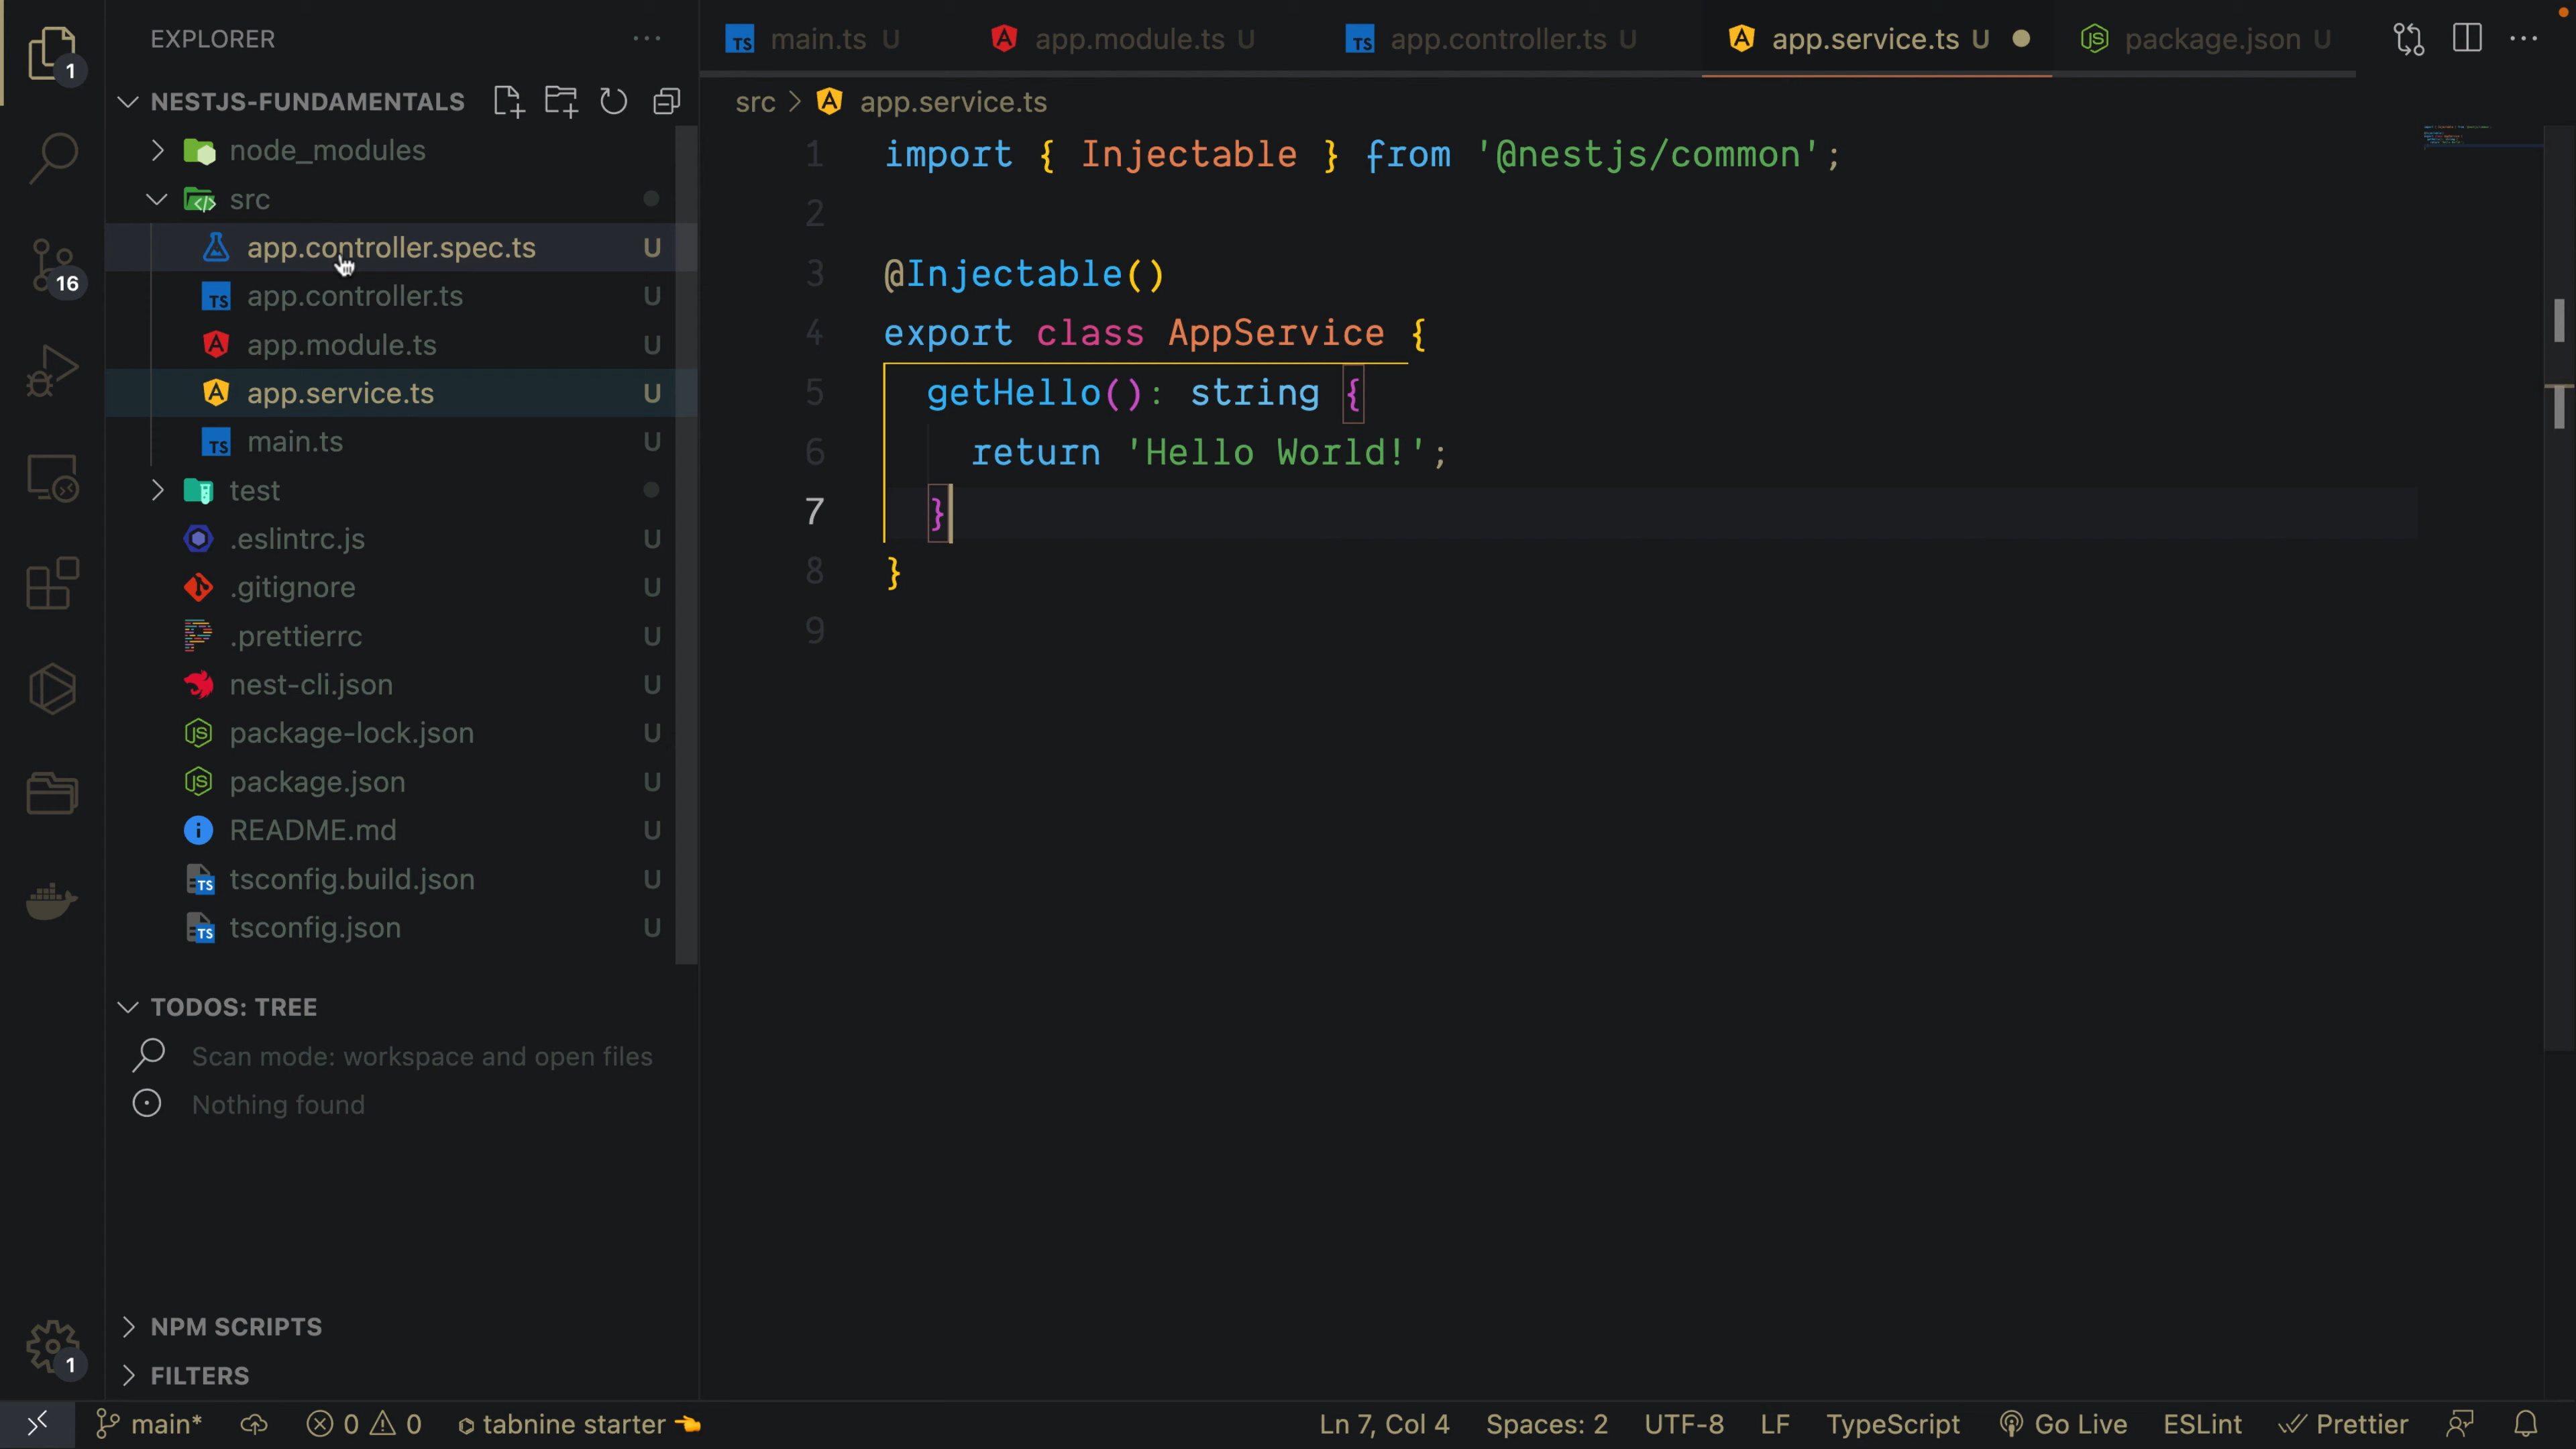 EXPLORER
1
NESTJS-FUNDAMENTALS
node_modules
src
app.controller.spec.ts U
app.controller.ts U
app.module.ts U
app.service.ts U
main.ts U
test
.eslintrc.js U
.gitignore U
.prettierrc U
nest-cli.json U
package-lock.json U
package.json U
README.md U
tsconfig.build.json U
tsconfig.json U
16
TODOS: TREE
Scan mode: workspace and open files
Nothing found
NPM SCRIPTS
FILTERS
1
main.ts U app.module.ts U app.controller.ts U app.service.ts U package.json U
src > app.service.ts
1 import { Injectable } from '@nestjs/common';
2
3 @Injectable()
4 export class AppService {
5 getHello(): string {
6 return 'Hello World!';
7 }
8 }
9
main* 0 0 tabnine starter Ln 7, Col 4 Spaces: 2 UTF-8 LF TypeScript Go Live ESLint Prettier